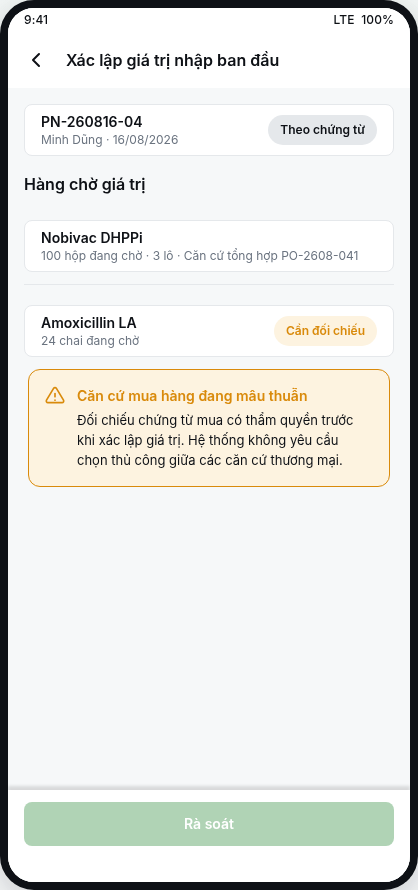 9:41 LTE 100%
Xác lập giá trị nhập ban đầu
PN-260816-04
Minh Dũng · 16/08/2026
Theo chứng từ
Hàng chờ giá trị
Nobivac DHPPi
100 hộp đang chờ · 3 lô · Căn cứ tổng hợp PO-2608-041
Amoxicillin LA
24 chai đang chờ
Cần đối chiếu
Căn cứ mua hàng đang mâu thuẫn
Đối chiếu chứng từ mua có thẩm quyền trước
khi xác lập giá trị. Hệ thống không yêu cầu
chọn thủ công giữa các căn cứ thương mại.
Rà soát